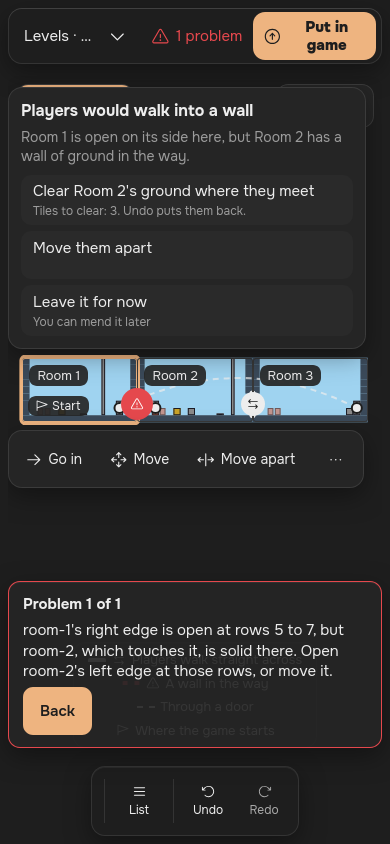 Levels · ...
1 problem
Put in
game
Players would walk into a wall
Room 1 is open on its side here, but Room 2 has a
wall of ground in the way.
Clear Room 2's ground where they meet
Tiles to clear: 3. Undo puts them back.
Move them apart
Leave it for now
You can mend it later
Room 1
Room 2
Room 3
Start
Go in
Move
Move apart
···
Problem 1 of 1
room-1's right edge is open at rows 5 to 7, but
room-2, which touches it, is solid there. Open
Players walk straight across
room-2's left edge at those rows, or move it.
A wall in the way
Back
Through a door
Where the game starts
List
Undo
Redo